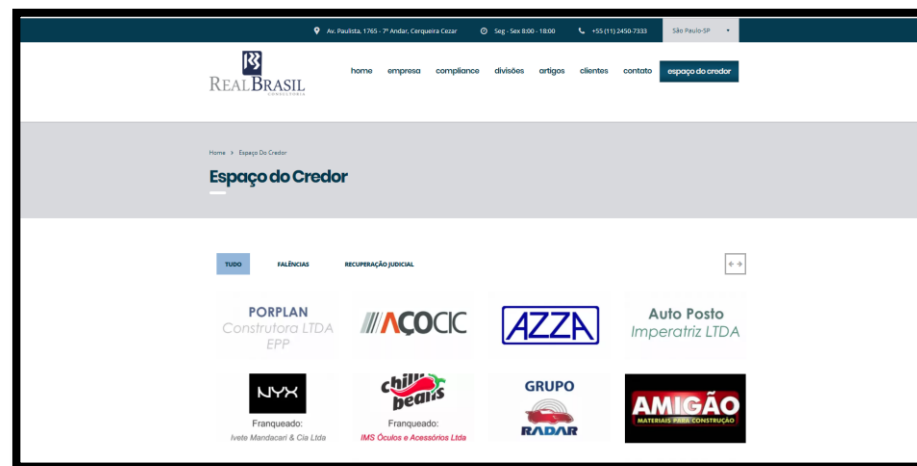 Av. Paulista, 1765 - 7º Andar, Cerqueira Cezar Seg - Sex 8:00 - 18:00 +55 (11) 2450-7333 São Paulo-SP
REALBRASIL
CONSULTORIA
home empresa compliance divisões artigos clientes contato espaço do credor
Home > Espaço Do Credor
Espaço do Credor
TUDO FALÊNCIAS RECUPERAÇÃO JUDICIAL
PORPLAN
Construtora LTDA
EPP
AÇOCIC
AZZA
Auto Posto
Imperatriz LTDA
NYX
Franqueado:
Ivete Mandacari & Cia Ltda
chilli
beans
Franqueado:
IMS Óculos e Acessórios Ltda
GRUPO
RADAR
AMIGÃO
MATERIAIS PARA CONSTRUÇÃO